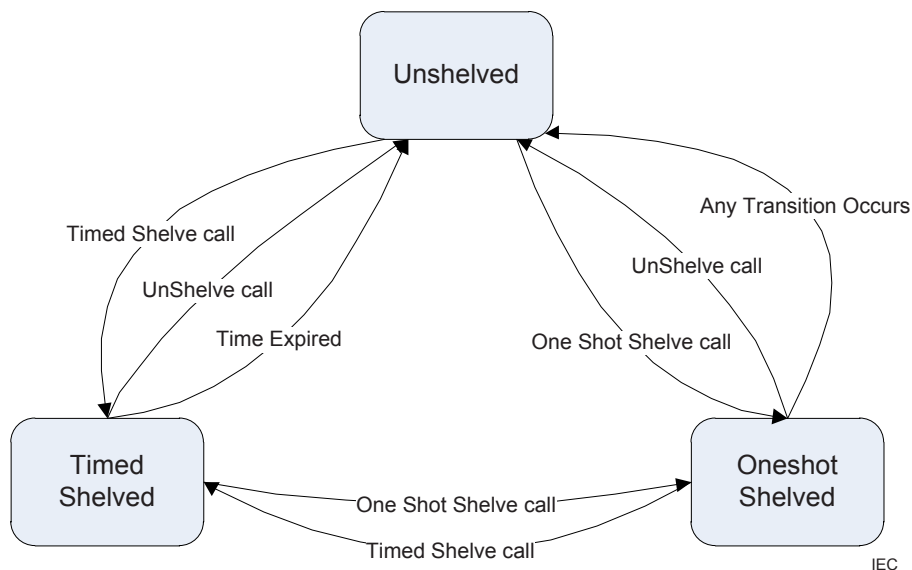 Unshelved
Timed Shelve call
UnShelve call
Time Expired
Any Transition Occurs
UnShelve call
One Shot Shelve call
Timed
Shelved
Oneshot
Shelved
One Shot Shelve call
Timed Shelve call
IEC